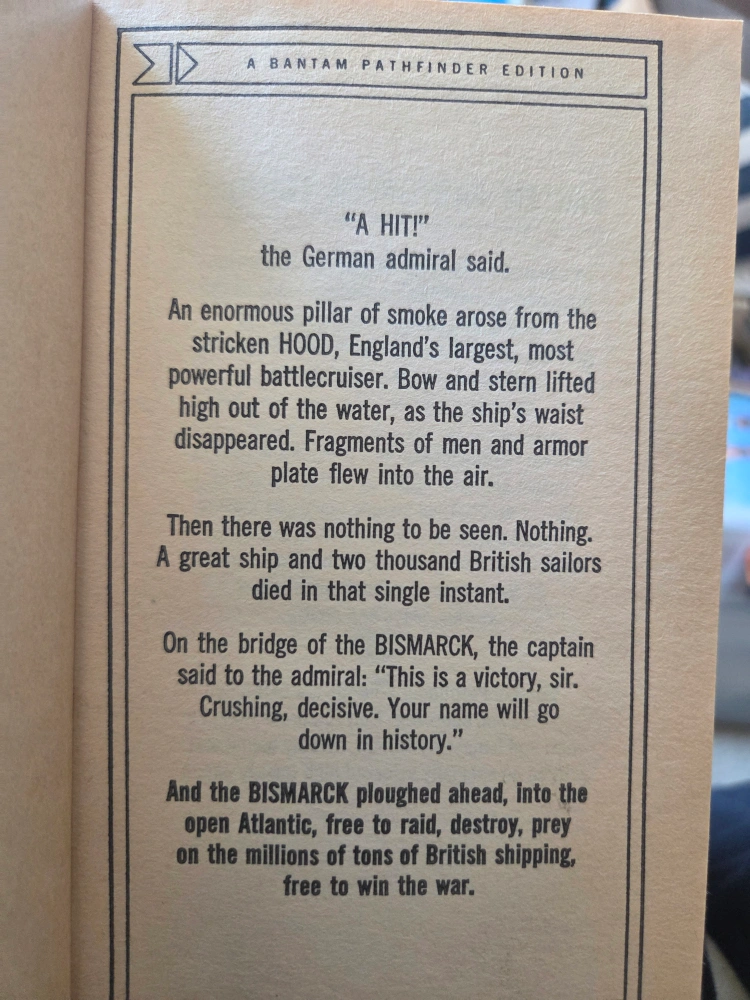 A BANTAM PATHFINDER EDITION
“A HIT!”
the German admiral said.
An enormous pillar of smoke arose from the
stricken HOOD, England’s largest, most
powerful battlecruiser. Bow and stern lifted
high out of the water, as the ship’s waist
disappeared. Fragments of men and armor
plate flew into the air.
Then there was nothing to be seen. Nothing.
A great ship and two thousand British sailors
died in that single instant.
On the bridge of the BISMARCK, the captain
said to the admiral: “This is a victory, sir.
Crushing, decisive. Your name will go
down in history.”
And the BISMARCK ploughed ahead, into the
open Atlantic, free to raid, destroy, prey
on the millions of tons of British shipping,
free to win the war.